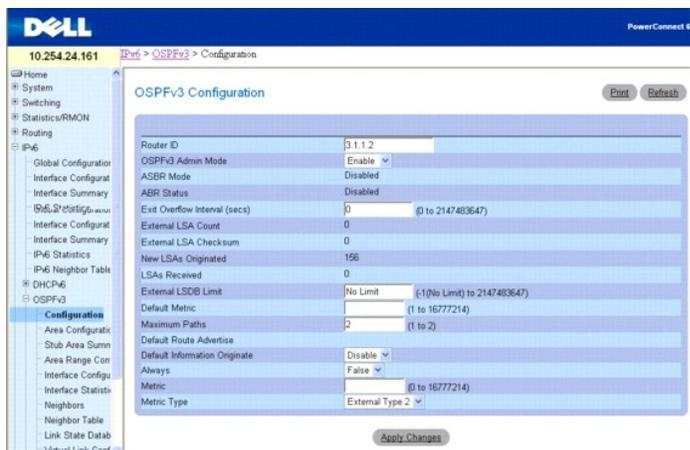 DELL
PowerConnect 6
10.254.24.161
IPv6 > OSPFv3 > Configuration
Home
System
Switching
Statistics/RMON
Routing
IPv6
Global Configuration
Interface Configurat
Interface Summary
IPv6 Statistics
Interface Configurat
Interface Summary
IPv6 Statistics
IPv6 Neighbor Table
DHCPv6
OSPFv3
Configuration
Area Configuratic
Stub Area Summ
Area Range Con
Interface Configu
Interface Statisti
Neighbors
Neighbor Table
Link State Datab
OSPFv3 Configuration
Print Refresh
Router ID 3.1.1.2
OSPFv3 Admin Mode Enable
ASBR Mode Disabled
ABR Status Disabled
Exit Overflow Interval (secs) 0 (0 to 2147483647)
External LSA Count 0
External LSA Checksum 0
New LSAs Originated 156
LSAs Received 0
External LSDB Limit No Limit (-1(No Limit) to 2147483647)
Default Metric (1 to 16777214)
Maximum Paths 2 (1 to 2)
Default Route Advertise
Default Information Originate Disable
Always False
Metric (0 to 16777214)
Metric Type External Type 2
Apply Changes